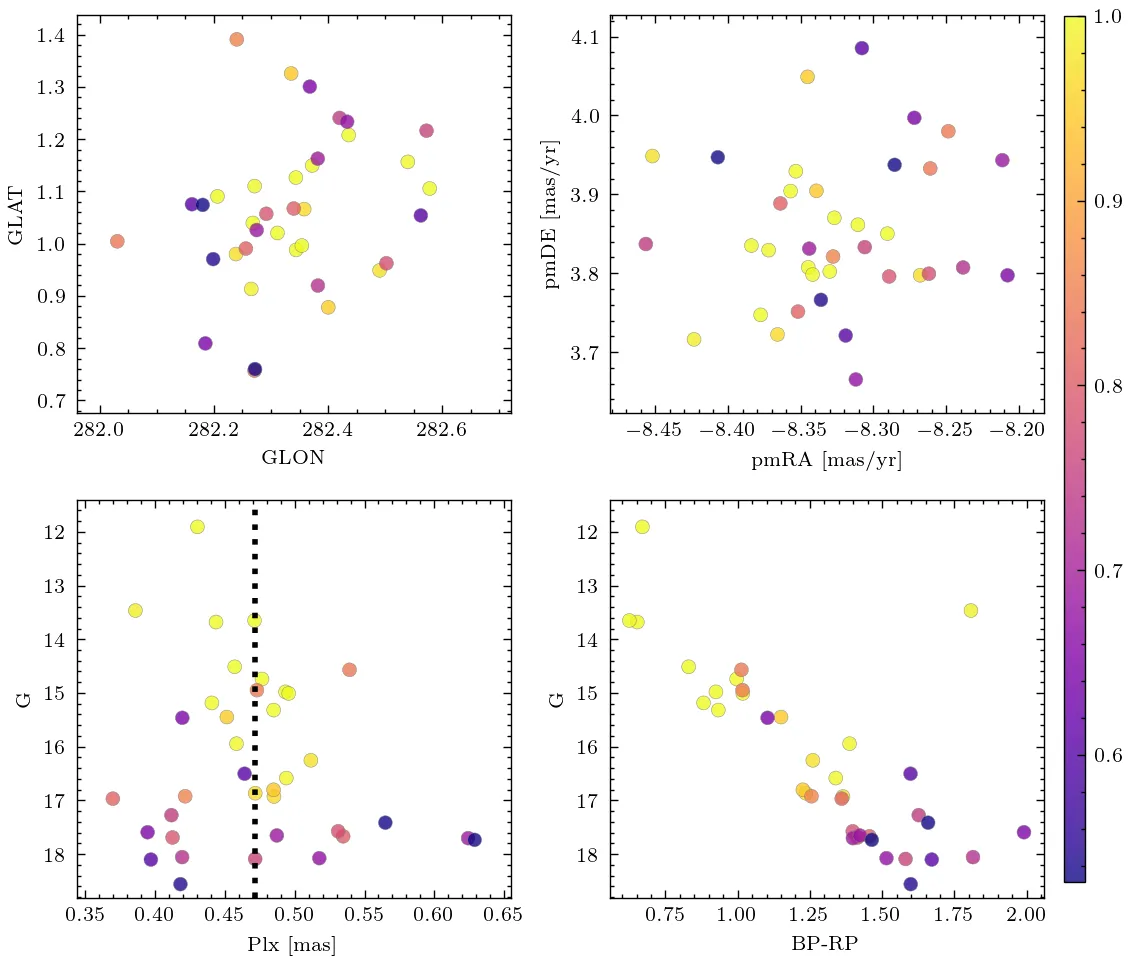 1.4
1.3
1.2
1.1
1.0
0.9
0.8
0.7
GLAT
282.0 282.2 282.4 282.6
GLON
4.1
4.0
3.9
3.8
3.7
pmDE [mas/yr]
−8.45 −8.40 −8.35 −8.30 −8.25 −8.20
pmRA [mas/yr]
1.0
0.9
0.8
0.7
0.6
12
13
14
15
16
17
18
G
0.35 0.40 0.45 0.50 0.55 0.60 0.65
Plx [mas]
12
13
14
15
16
17
18
G
0.75 1.00 1.25 1.50 1.75 2.00
BP-RP